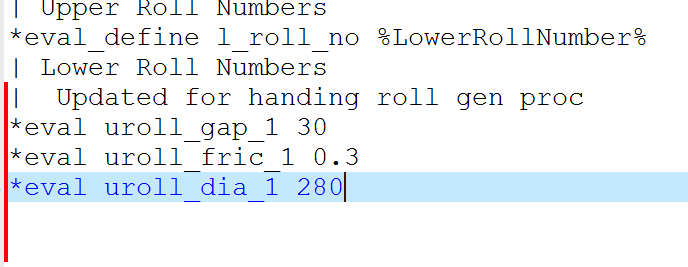 | Upper Roll Numbers
*eval_define l_roll_no %LowerRollNumber%
| Lower Roll Numbers
|  Updated for handing roll gen proc
*eval uroll_gap_1 30
*eval uroll_fric_1 0.3
*eval uroll_dia_1 280